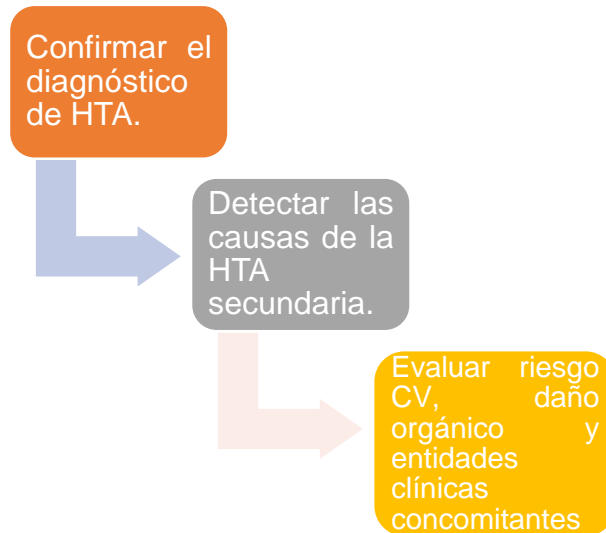 Confirmar el
diagnóstico
de HTA.
Detectar las
causas de la
HTA
secundaria.
Evaluar riesgo
CV, daño
orgánico y
entidades
clínicas
concomitantes